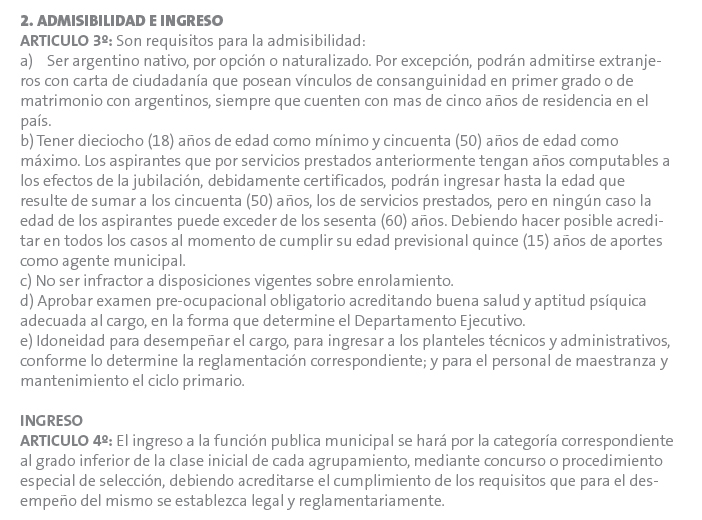 2. ADMISIBILIDAD E INGRESO
ARTICULO 3º: Son requisitos para la admisibilidad:
a) Ser argentino nativo, por opción o naturalizado. Por excepción, podrán admitirse extranje-
ros con carta de ciudadanía que posean vínculos de consanguinidad en primer grado o de
matrimonio con argentinos, siempre que cuenten con mas de cinco años de residencia en el
país.
b) Tener dieciocho (18) años de edad como mínimo y cincuenta (50) años de edad como
máximo. Los aspirantes que por servicios prestados anteriormente tengan años computables a
los efectos de la jubilación, debidamente certificados, podrán ingresar hasta la edad que
resulte de sumar a los cincuenta (50) años, los de servicios prestados, pero en ningún caso la
edad de los aspirantes puede exceder de los sesenta (60) años. Debiendo hacer posible acredi-
tar en todos los casos al momento de cumplir su edad previsional quince (15) años de aportes
como agente municipal.
c) No ser infractor a disposiciones vigentes sobre enrolamiento.
d) Aprobar examen pre-ocupacional obligatorio acreditando buena salud y aptitud psíquica
adecuada al cargo, en la forma que determine el Departamento Ejecutivo.
e) Idoneidad para desempeñar el cargo, para ingresar a los planteles técnicos y administrativos,
conforme lo determine la reglamentación correspondiente; y para el personal de maestranza y
mantenimiento el ciclo primario.
INGRESO
ARTICULO 4º: El ingreso a la función publica municipal se hará por la categoría correspondiente
al grado inferior de la clase inicial de cada agrupamiento, mediante concurso o procedimiento
especial de selección, debiendo acreditarse el cumplimiento de los requisitos que para el des-
empeño del mismo se establezca legal y reglamentariamente.